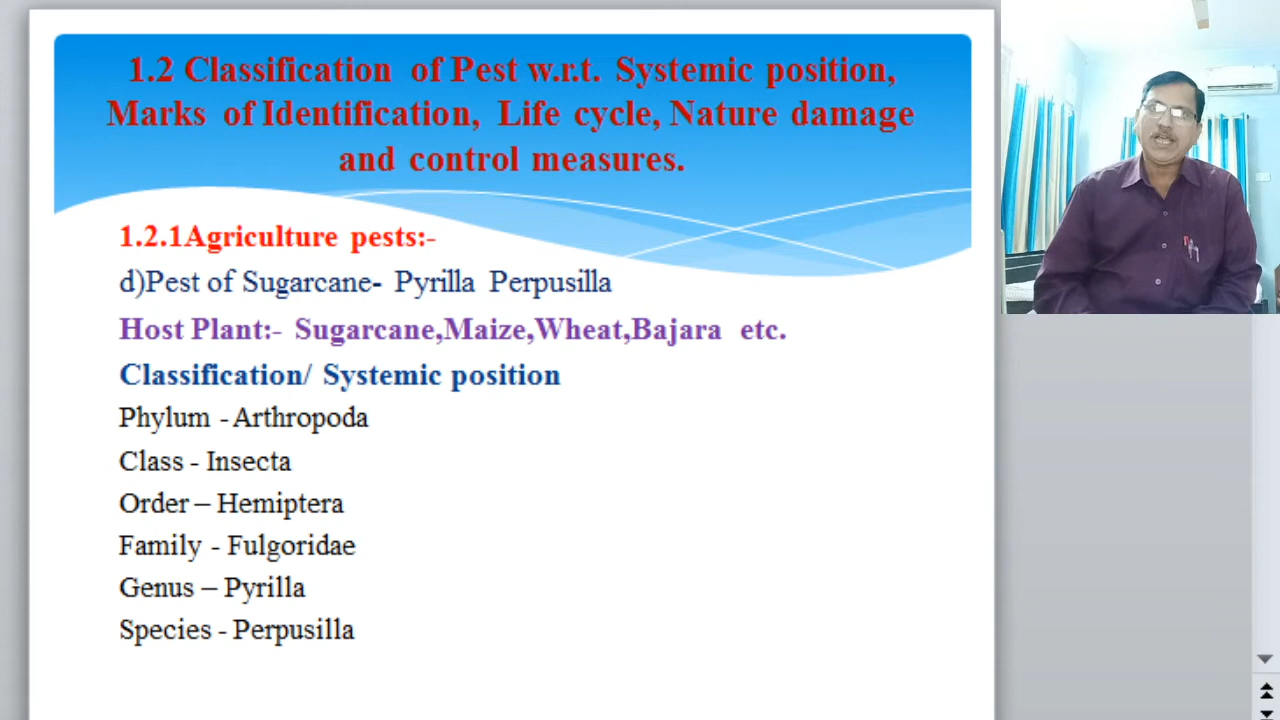 1.2 Classification of Pest w.r.t. Systemic position,
Marks of Identification, Life cycle, Nature damage
and control measures.
1.2.1Agriculture pests:-
d)Pest of Sugarcane- Pyrilla Perpusilla
Host Plant:- Sugarcane,Maize,Wheat,Bajara etc.
Classification/ Systemic position
Phylum - Arthropoda
Class - Insecta
Order – Hemiptera
Family - Fulgoridae
Genus – Pyrilla
Species - Perpusilla